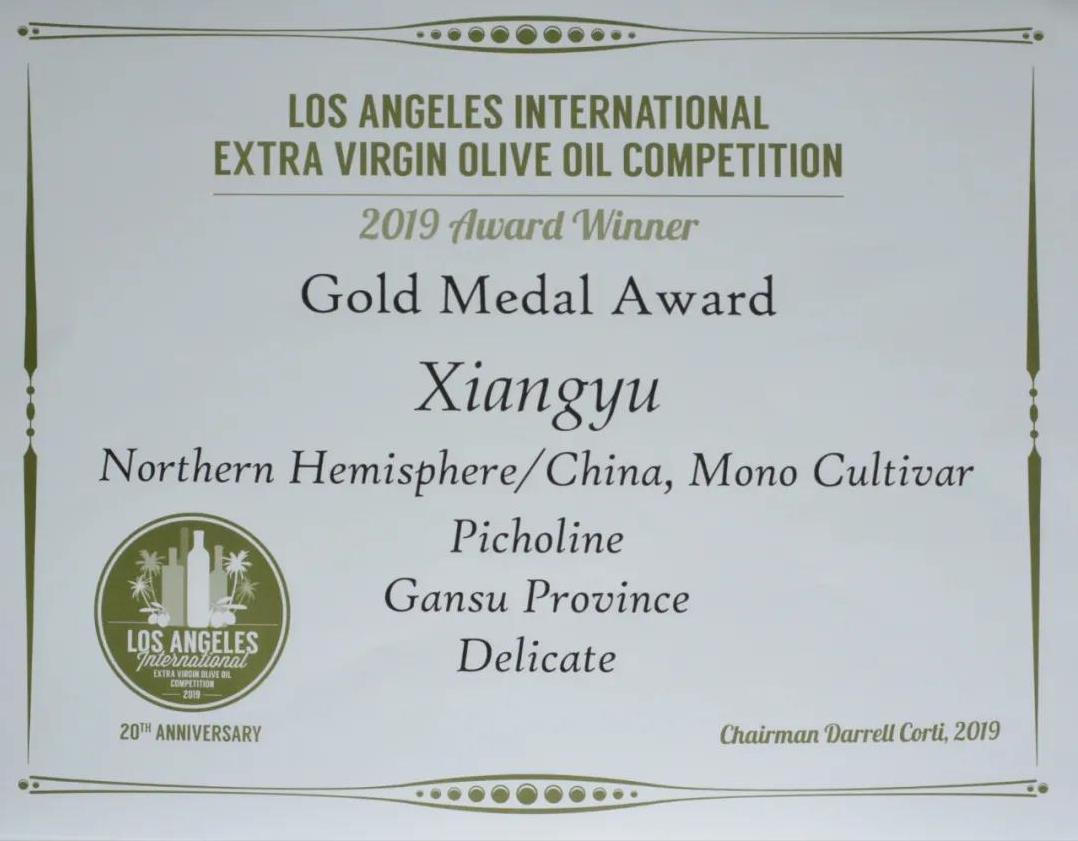 LOS ANGELES INTERNATIONAL
EXTRA VIRGIN OLIVE OIL COMPETITION
2019 Award Winner
Gold Medal Award
Xiangyu
Northern Hemisphere/China, Mono Cultivar
Picholine
Gansu Province
Delicate
LOS ANGELES
International
EXTRA VIRGIN OLIVE OIL
COMPETITION
2019
20TH ANNIVERSARY
Chairman Darrell Corti, 2019